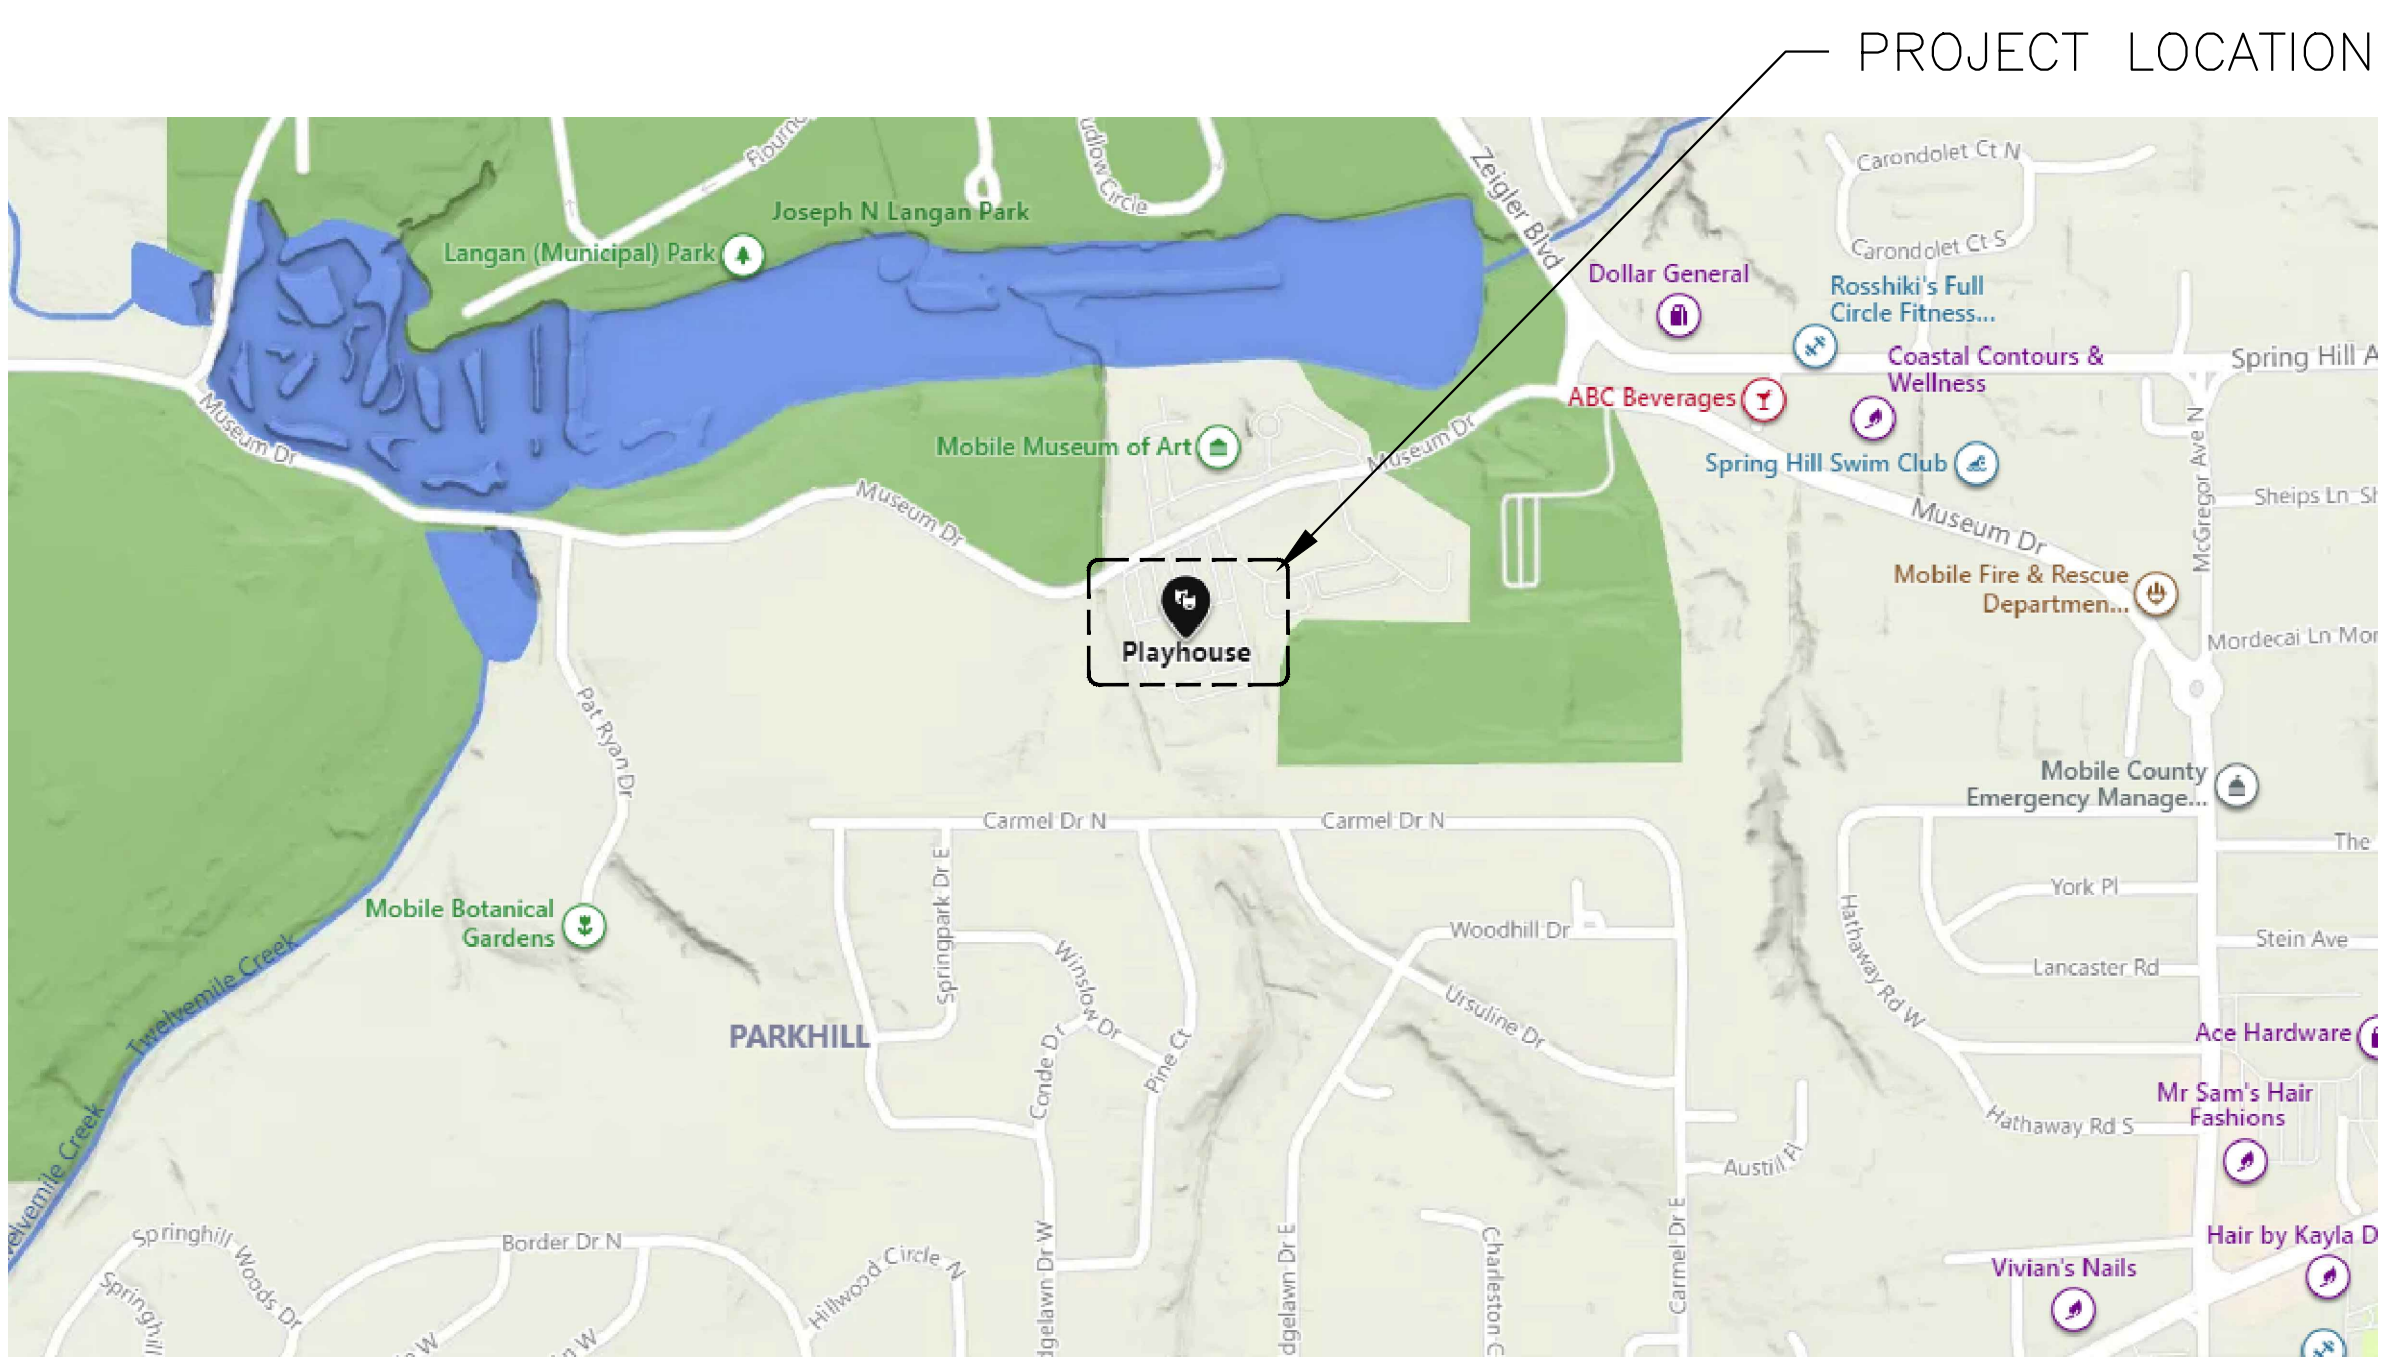 PROJECT LOCATION
Carondolet Ct N
Zeigler Blvd
Joseph N Langan Park
Langan (Municipal) Park
Carondolet Ct S
Dollar General
Rosshiki's Full
Circle Fitness...
Coastal Contours &
Wellness
Spring Hill A
ABC Beverages
Museum Dr
Museum Dr
Mobile Museum of Art
McGregor Ave N
Spring Hill Swim Club
Museum Dr
Sheips Ln
Museum Dr
Mobile Fire & Rescue
Departmen...
Playhouse
Mordecai Ln
Pat Ryan Dr
Mobile County
Emergency Manage...
Carmel Dr N
Carmel Dr N
The
Springpark Dr E
York Pl
Mobile Botanical
Gardens
Woodhill Dr
Hathaway Rd W
Stein Ave
Winslow Dr
Lancaster Rd
Twelvemile Creek
Ursuline Dr
PARKHILL
Ace Hardware
Conde Dr
Pine Ct
Mr Sam's Hair
Fashions
Hathaway Rd S
Austill Pl
elvemile Creek
Carmel Dr E
Springhill Woods Dr
Border Dr N
Hillwood Circle N
dgelawn Dr W
dgelawn Dr E
Charleston C
Hair by Kayla D
Vivian's Nails
Springhil